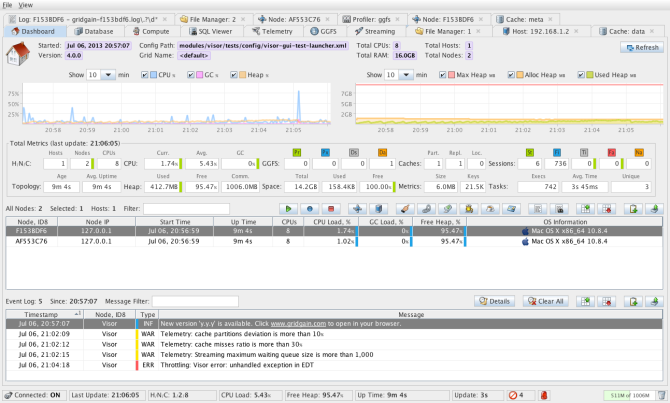 File View
Log: F153BDF6 - gridgain-f153bdf6.log\.?\d* File Manager: 2 Node: AF553C76 Profiler: ggfs Node: F153BDF6 Cache: meta
Dashboard Database Compute SQL Viewer Telemetry GGFS Streaming File Manager: 1 Host: 192.168.1.2 Cache: data
Started: Jul 06, 2013 20:57:07 Config Path: modules/visor/tests/config/visor-gui-test-launcher.xml Total CPUs: 8 Total Hosts: 1 Refresh
Version: 4.0.0 Grid Name: <default> Total RAM: 16.0GB Total Nodes: 2
Show 10 min CPU % GC % Heap % Show 10 min Max Heap MB Alloc Heap MB Used Heap MB
75%
50%
25%
20:58 20:59 21:00 21:01 21:02 21:03 21:04 21:05
7GB
5GB
2GB
20:58 20:59 21:00 21:01 21:02 21:03 21:04 21:05
Total Metrics (last update: 21:06:05)
Hosts Nodes CPUs Curr. Avg. GC Part. Repl. Loc.
H:N:C: 1 2 8 CPU: 1.74% 5.43% 0% GGFS: 0 0 0 1 Caches: 1 1 0 Sessions: 6 736 0 0
Age Avg. Uptime Used Free Comm. Total Used Free Size Keys Execs Avg. Time Unique
Topology: 9m 4s 9m 4s Heap: 412.7MB 95.47% 1006.0MB Space: 14.2GB 158.4KB 100.00% Metrics: 6.0MB 21.5K Tasks: 742 3s 45ms 3
All Nodes: 2 Selected: 1 Hosts: 1 Filter:
Node, ID8 Node IP Start Time Up Time CPUs CPU Load, % GC Load, % Free Heap, % OS Information
F153BDF6 127.0.0.1 Jul 06, 20:56:59 9m 4s 8 1.74% 0% 95.47% Mac OS X x86_64 10.8.4
AF553C76 127.0.0.1 Jul 06, 20:56:59 9m 4s 8 1.02% 0% 95.47% Mac OS X x86_64 10.8.4
Event Log: 5 Since: 20:57:07 Message Filter: Details Clear All
Timestamp Node, ID8 Type Message
Jul 06, 20:57:07 Visor INF New version 'y.y.y' is available. Click www.gridgain.com to open in your browser.
Jul 06, 21:02:09 Visor WAR Telemetry: cache partitions deviation is more than 10%
Jul 06, 21:02:12 Visor WAR Telemetry: cache misses ratio is more than 30%
Jul 06, 21:02:15 Visor WAR Telemetry: Streaming maximum waiting queue size is more than 1,000
Jul 06, 21:04:18 Visor ERR Throttling: Visor error: unhandled exception in EDT
Connected: ON Last Update: 21:06:05 H:N:C: 1:2:8 CPU Load: 5.43% Free Heap: 95.47% Up Time: 9m 4s Update: 3s 4 511M of 1006M